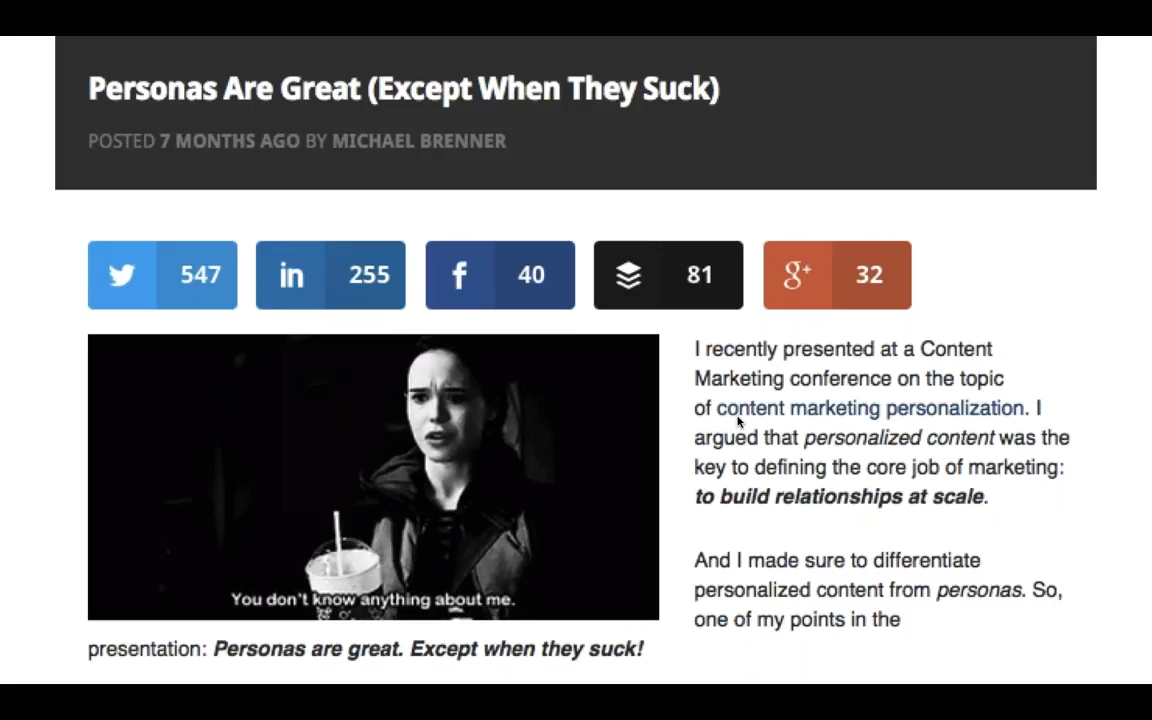 Personas Are Great (Except When They Suck)
POSTED 7 MONTHS AGO BY MICHAEL BRENNER
547
in 255
f 40
81
g+ 32
I recently presented at a Content
Marketing conference on the topic
of content marketing personalization. I
argued that personalized content was the
key to defining the core job of marketing:
to build relationships at scale.
And I made sure to differentiate
personalized content from personas. So,
one of my points in the
You don't know anything about me.
presentation: Personas are great. Except when they suck!